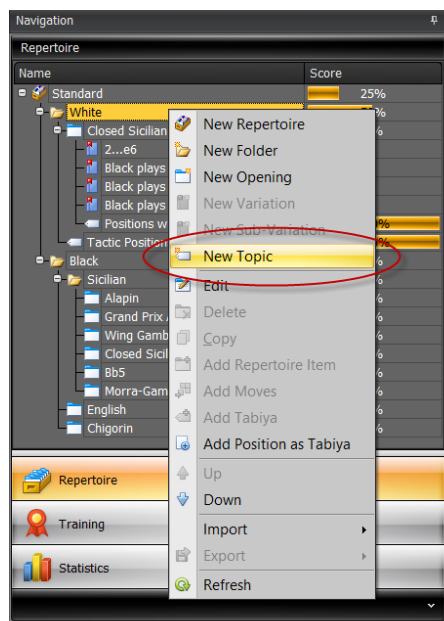 Navigation
Repertoire
Name Score
Standard 25%
White
Closed Sicilian
2...e6
Black plays
Black plays
Black plays
Positions w %
Tactic Position %
Black %
Sicilian %
Alapin %
Grand Prix %
Wing Gamb %
Closed Sicil %
Bb5 %
Morra-Gam %
English %
Chigorin %
New Repertoire
New Folder
New Opening
New Variation
New Sub-Variation
New Topic
Edit
Delete
Copy
Add Repertoire Item
Add Moves
Add Tabiya
Add Position as Tabiya
Up
Down
Import
Export
Refresh
Repertoire
Training
Statistics